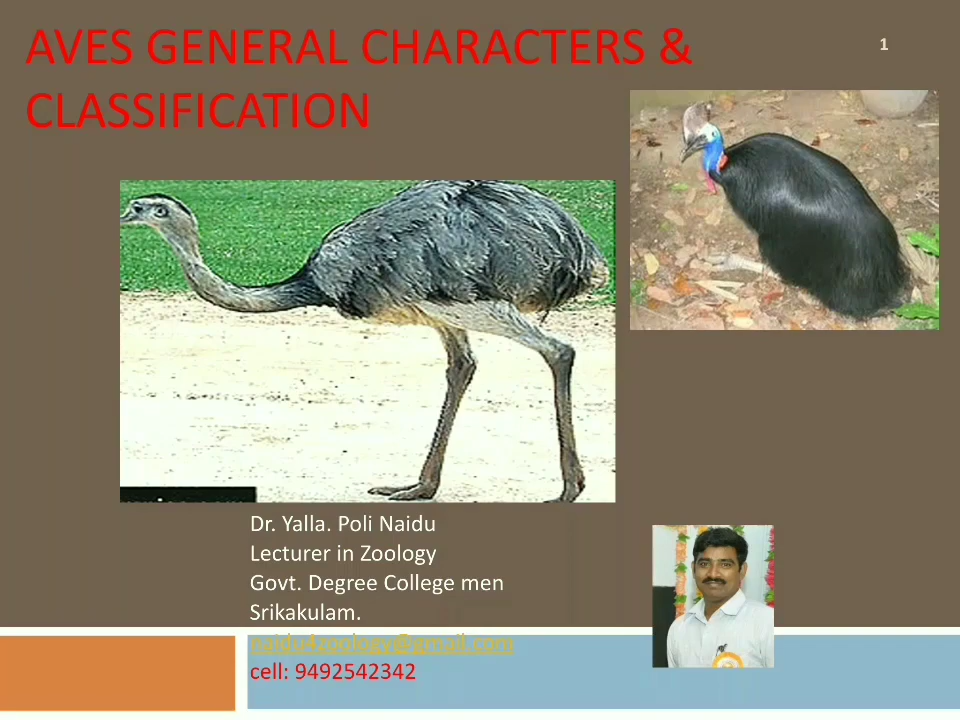 AVES GENERAL CHARACTERS &
CLASSIFICATION
1
Dr. Yalla. Poli Naidu
Lecturer in Zoology
Govt. Degree College men
Srikakulam.
naidu4zoology@gmail.com
cell: 9492542342